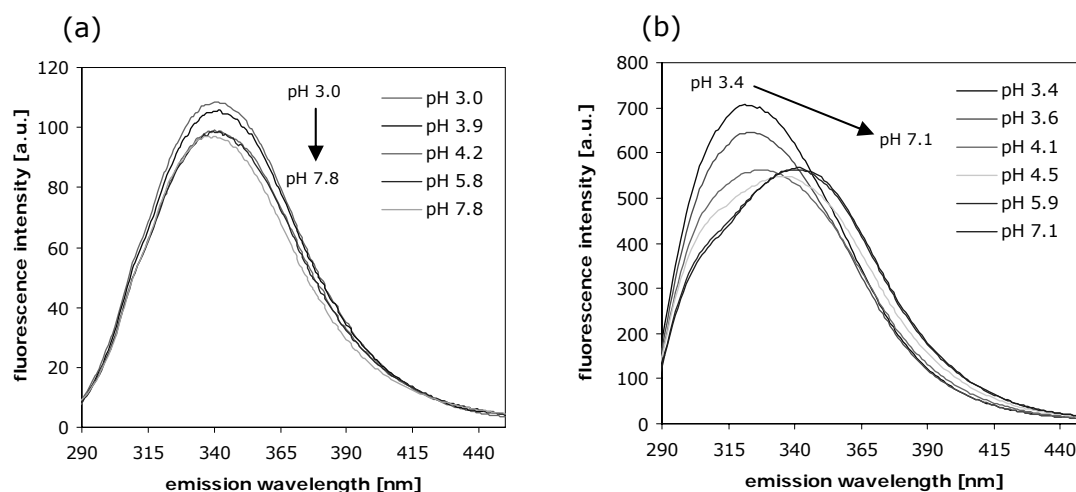 (a)
fluorescence intensity [a.u.]
120
100
80
60
40
20
0
290 315 340 365 390 415 440
emission wavelength [nm]
pH 3.0
pH 7.8
pH 3.0
pH 3.9
pH 4.2
pH 5.8
pH 7.8
(b)
fluorescence intensity [a.u.]
800
700
600
500
400
300
200
100
0
290 315 340 365 390 415 440
emission wavelength [nm]
pH 3.4
pH 7.1
pH 3.4
pH 3.6
pH 4.1
pH 4.5
pH 5.9
pH 7.1